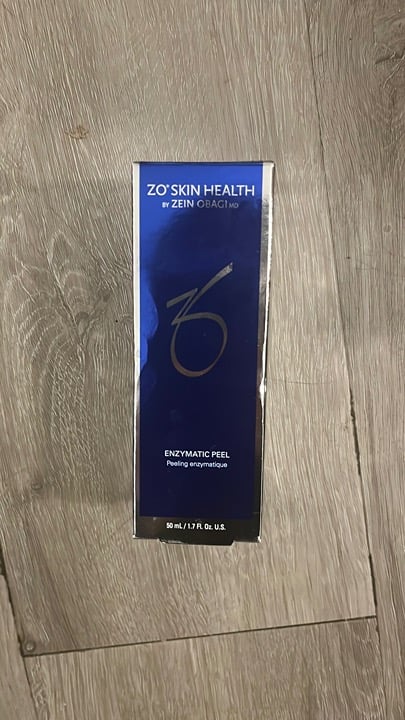 ZO® SKIN HEALTH
BY ZEIN OBAGI MD
ENZYMATIC PEEL
Peeling enzymatique
50 mL / 1.7 Fl. Oz. U.S.